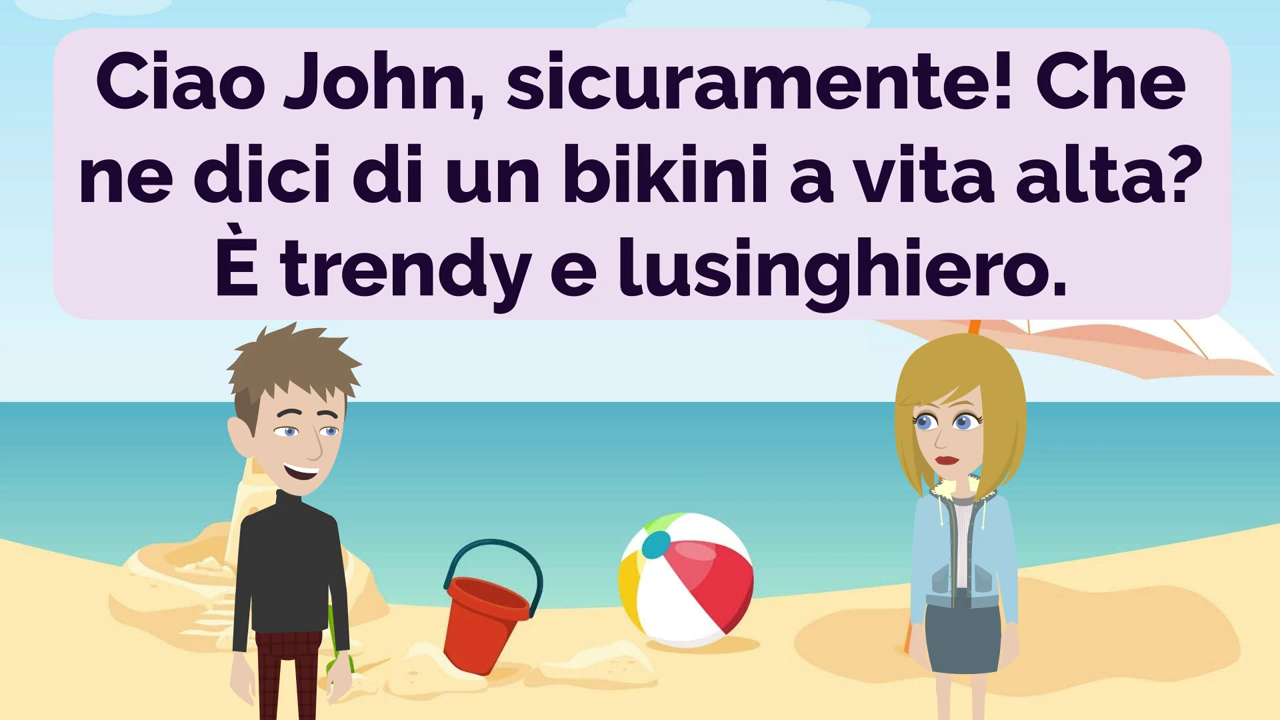 Ciao John, sicuramente! Che
ne dici di un bikini a vita alta?
È trendy e lusinghiero.